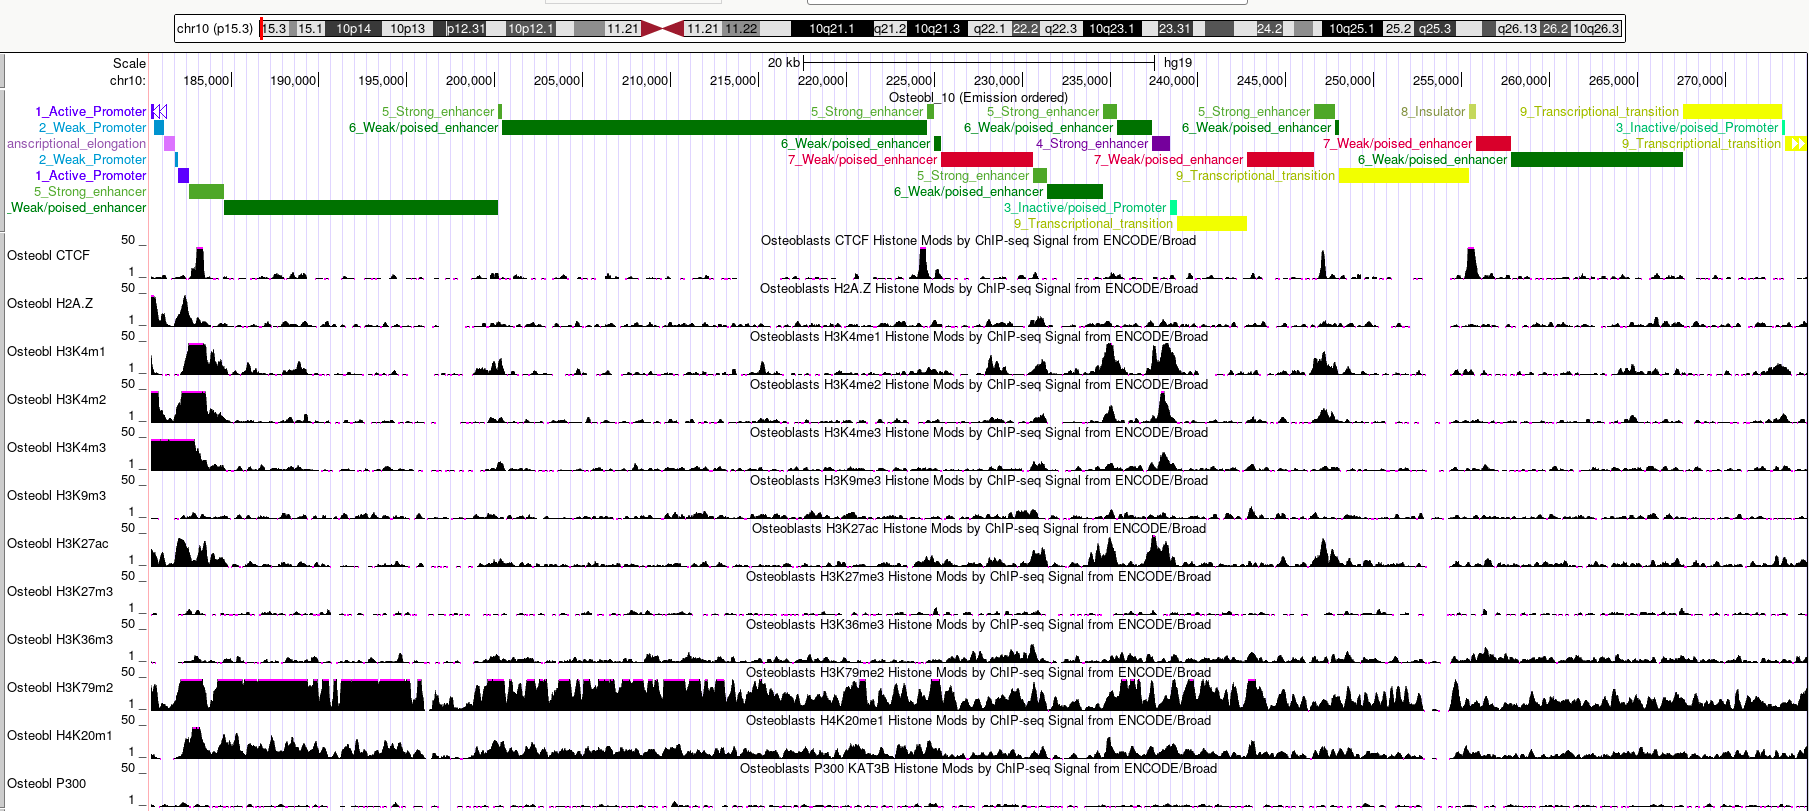 chr10 (p15.3) 15.3 15.1 10p14 10p13 p12.31 10p12.1 11.21 11.21 11.22 10q21.1 q21.2 10q21.3 q22.1 22.2 q22.3 10q23.1 23.31 24.2 10q25.1 25.2 q25.3 q26.13 26.2 10q26.3
Scale 20 kb hg19
chr10: 185,000 190,000 195,000 200,000 205,000 210,000 215,000 220,000 225,000 230,000 235,000 240,000 245,000 250,000 255,000 260,000 265,000 270,000
Osteobl_10 (Emission ordered)
1_Active_Promoter 5_Strong_enhancer 5_Strong_enhancer 5_Strong_enhancer 5_Strong_enhancer 8_Insulator 9_Transcriptional_transition
2_Weak_Promoter 6_Weak/poised_enhancer 6_Weak/poised_enhancer 6_Weak/poised_enhancer 3_Inactive/poised_Promoter
anscriptional_elongation 6_Weak/poised_enhancer 4_Strong_enhancer 7_Weak/poised_enhancer 9_Transcriptional_transition
2_Weak_Promoter 7_Weak/poised_enhancer 7_Weak/poised_enhancer 6_Weak/poised_enhancer
1_Active_Promoter 5_Strong_enhancer 9_Transcriptional_transition
5_Strong_enhancer 6_Weak/poised_enhancer
_Weak/poised_enhancer 3_Inactive/poised_Promoter
9_Transcriptional_transition
50 Osteoblasts CTCF Histone Mods by ChIP-seq Signal from ENCODE/Broad
Osteobl CTCF
1
50 Osteoblasts H2A.Z Histone Mods by ChIP-seq Signal from ENCODE/Broad
Osteobl H2A.Z
1
50 Osteoblasts H3K4me1 Histone Mods by ChIP-seq Signal from ENCODE/Broad
Osteobl H3K4m1
1
50 Osteoblasts H3K4me2 Histone Mods by ChIP-seq Signal from ENCODE/Broad
Osteobl H3K4m2
1
50 Osteoblasts H3K4me3 Histone Mods by ChIP-seq Signal from ENCODE/Broad
Osteobl H3K4m3
1
50 Osteoblasts H3K9me3 Histone Mods by ChIP-seq Signal from ENCODE/Broad
Osteobl H3K9m3
1
50 Osteoblasts H3K27ac Histone Mods by ChIP-seq Signal from ENCODE/Broad
Osteobl H3K27ac
1
50 Osteoblasts H3K27me3 Histone Mods by ChIP-seq Signal from ENCODE/Broad
Osteobl H3K27m3
1
50 Osteoblasts H3K36me3 Histone Mods by ChIP-seq Signal from ENCODE/Broad
Osteobl H3K36m3
1
50 Osteoblasts H3K79me2 Histone Mods by ChIP-seq Signal from ENCODE/Broad
Osteobl H3K79m2
1
50 Osteoblasts H4K20me1 Histone Mods by ChIP-seq Signal from ENCODE/Broad
Osteobl H4K20m1
1
50 Osteoblasts P300 KAT3B Histone Mods by ChIP-seq Signal from ENCODE/Broad
Osteobl P300
1